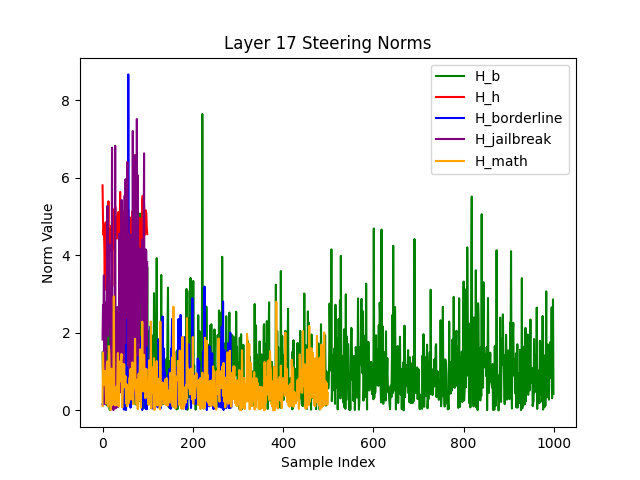 Layer 17 Steering Norms
H_b
H_h
H_borderline
H_jailbreak
H_math
Norm Value
8
6
4
2
0
0 200 400 600 800 1000
Sample Index